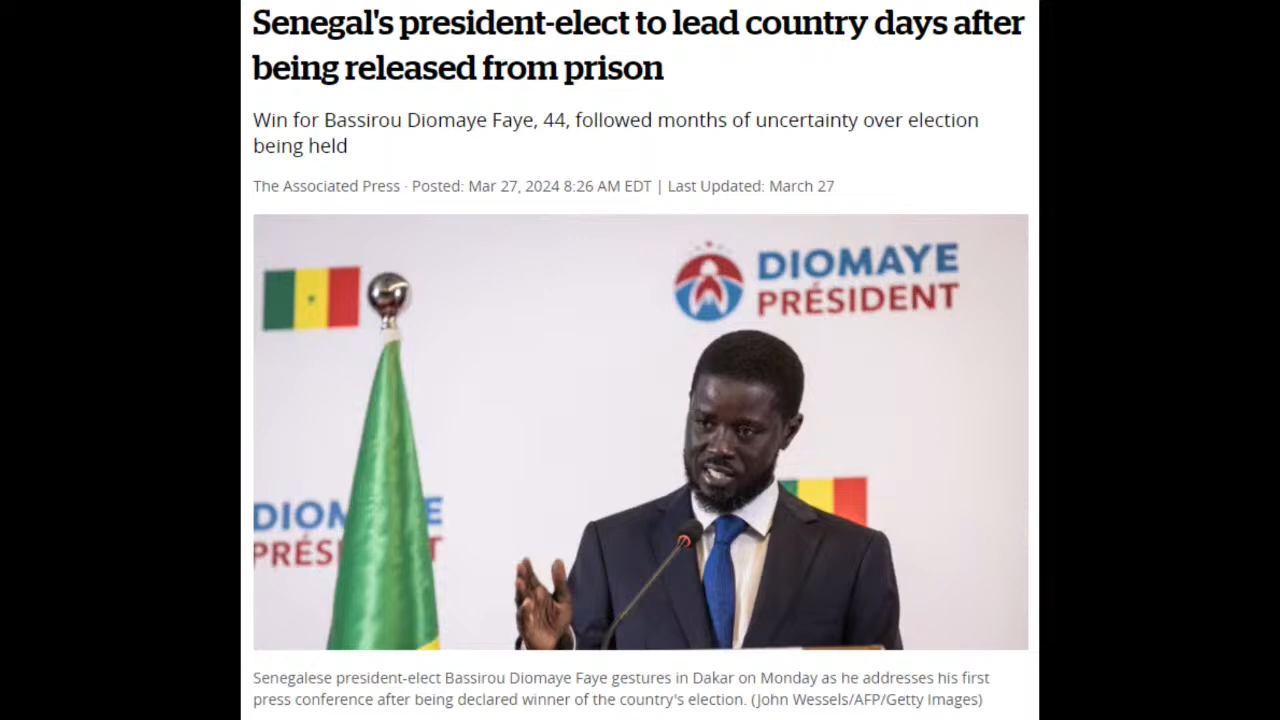 Senegal's president-elect to lead country days after
being released from prison
Win for Bassirou Diomaye Faye, 44, followed months of uncertainty over election
being held
The Associated Press · Posted: Mar 27, 2024 8:26 AM EDT | Last Updated: March 27
DIOMAYE
PRÉSIDENT
DIOM E
PRÉSI T
Senegalese president-elect Bassirou Diomaye Faye gestures in Dakar on Monday as he addresses his first
press conference after being declared winner of the country's election. (John Wessels/AFP/Getty Images)